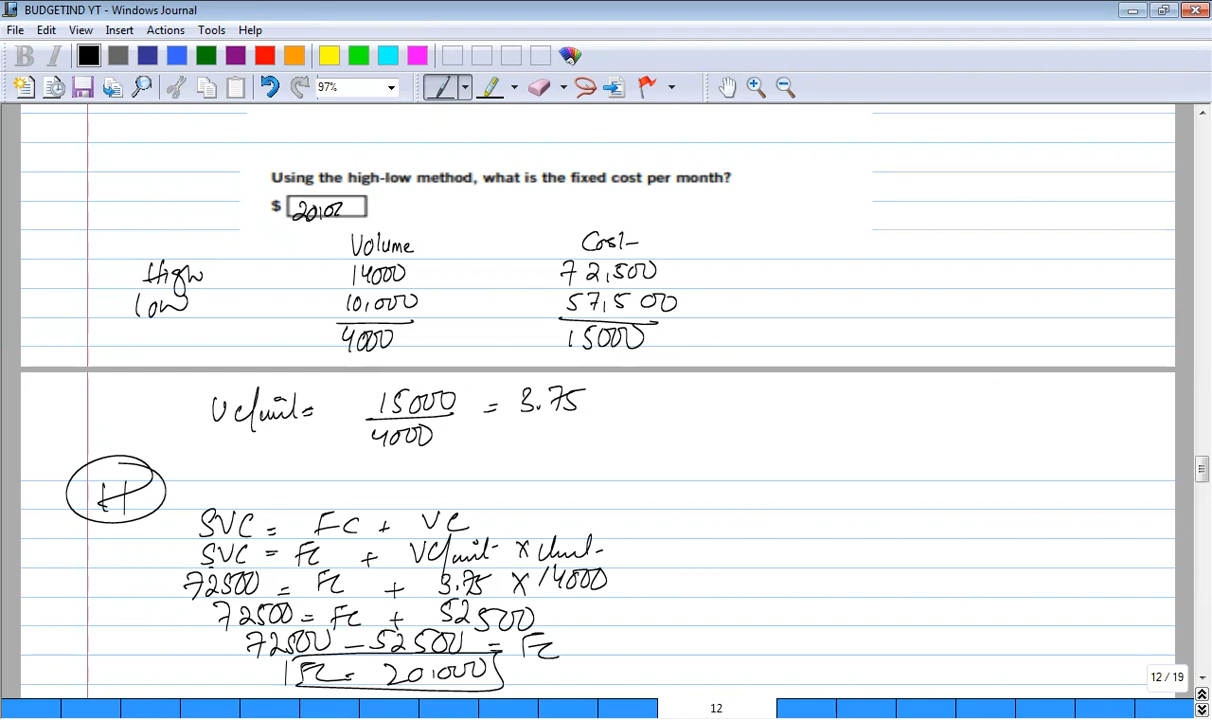 BUDGETIND YT - Windows Journal
File Edit View Insert Actions Tools Help
B I
97%
Using the high-low method, what is the fixed cost per month?
$ 20,00
Volume Cost
High 14000 72,500
low 10,000 57,500
4000 15000
VC/unit = 15000 / 4000 = 3.75
H
SVC = FC + VC
SVC = FC + VC/unit × Unit
72500 = FC + 3.75 × 14000
72500 = FC + 52500
72500 - 52500 = FC
FC = 20,000
12 / 19
12